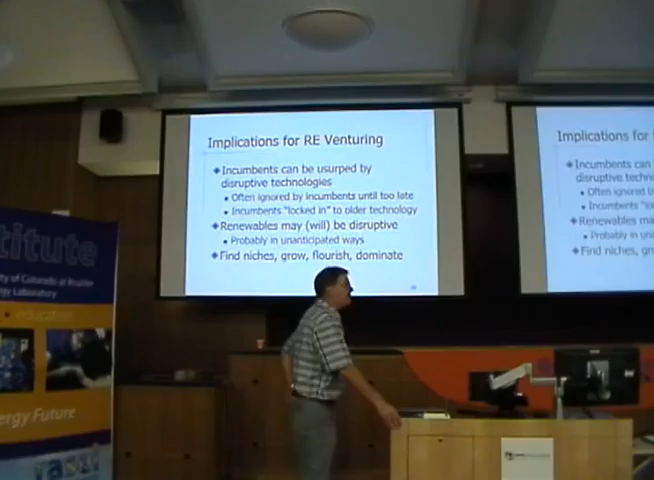 Implications for RE Venturing
Incumbents can be usurped by
disruptive technologies
Often ignored by incumbents until too late
Incumbents "locked in" to older technology
Renewables may (will) be disruptive
Probably in unanticipated ways
Find niches, grow, flourish, dominate
Implications for
Incumbents can
disruptive techn
Often ignored b
Incumbents "lo
Renewables ma
Probably in una
Find niches, gr
titute
ty of Colorado at Boulder
gy Laboratory
education
ergy Future